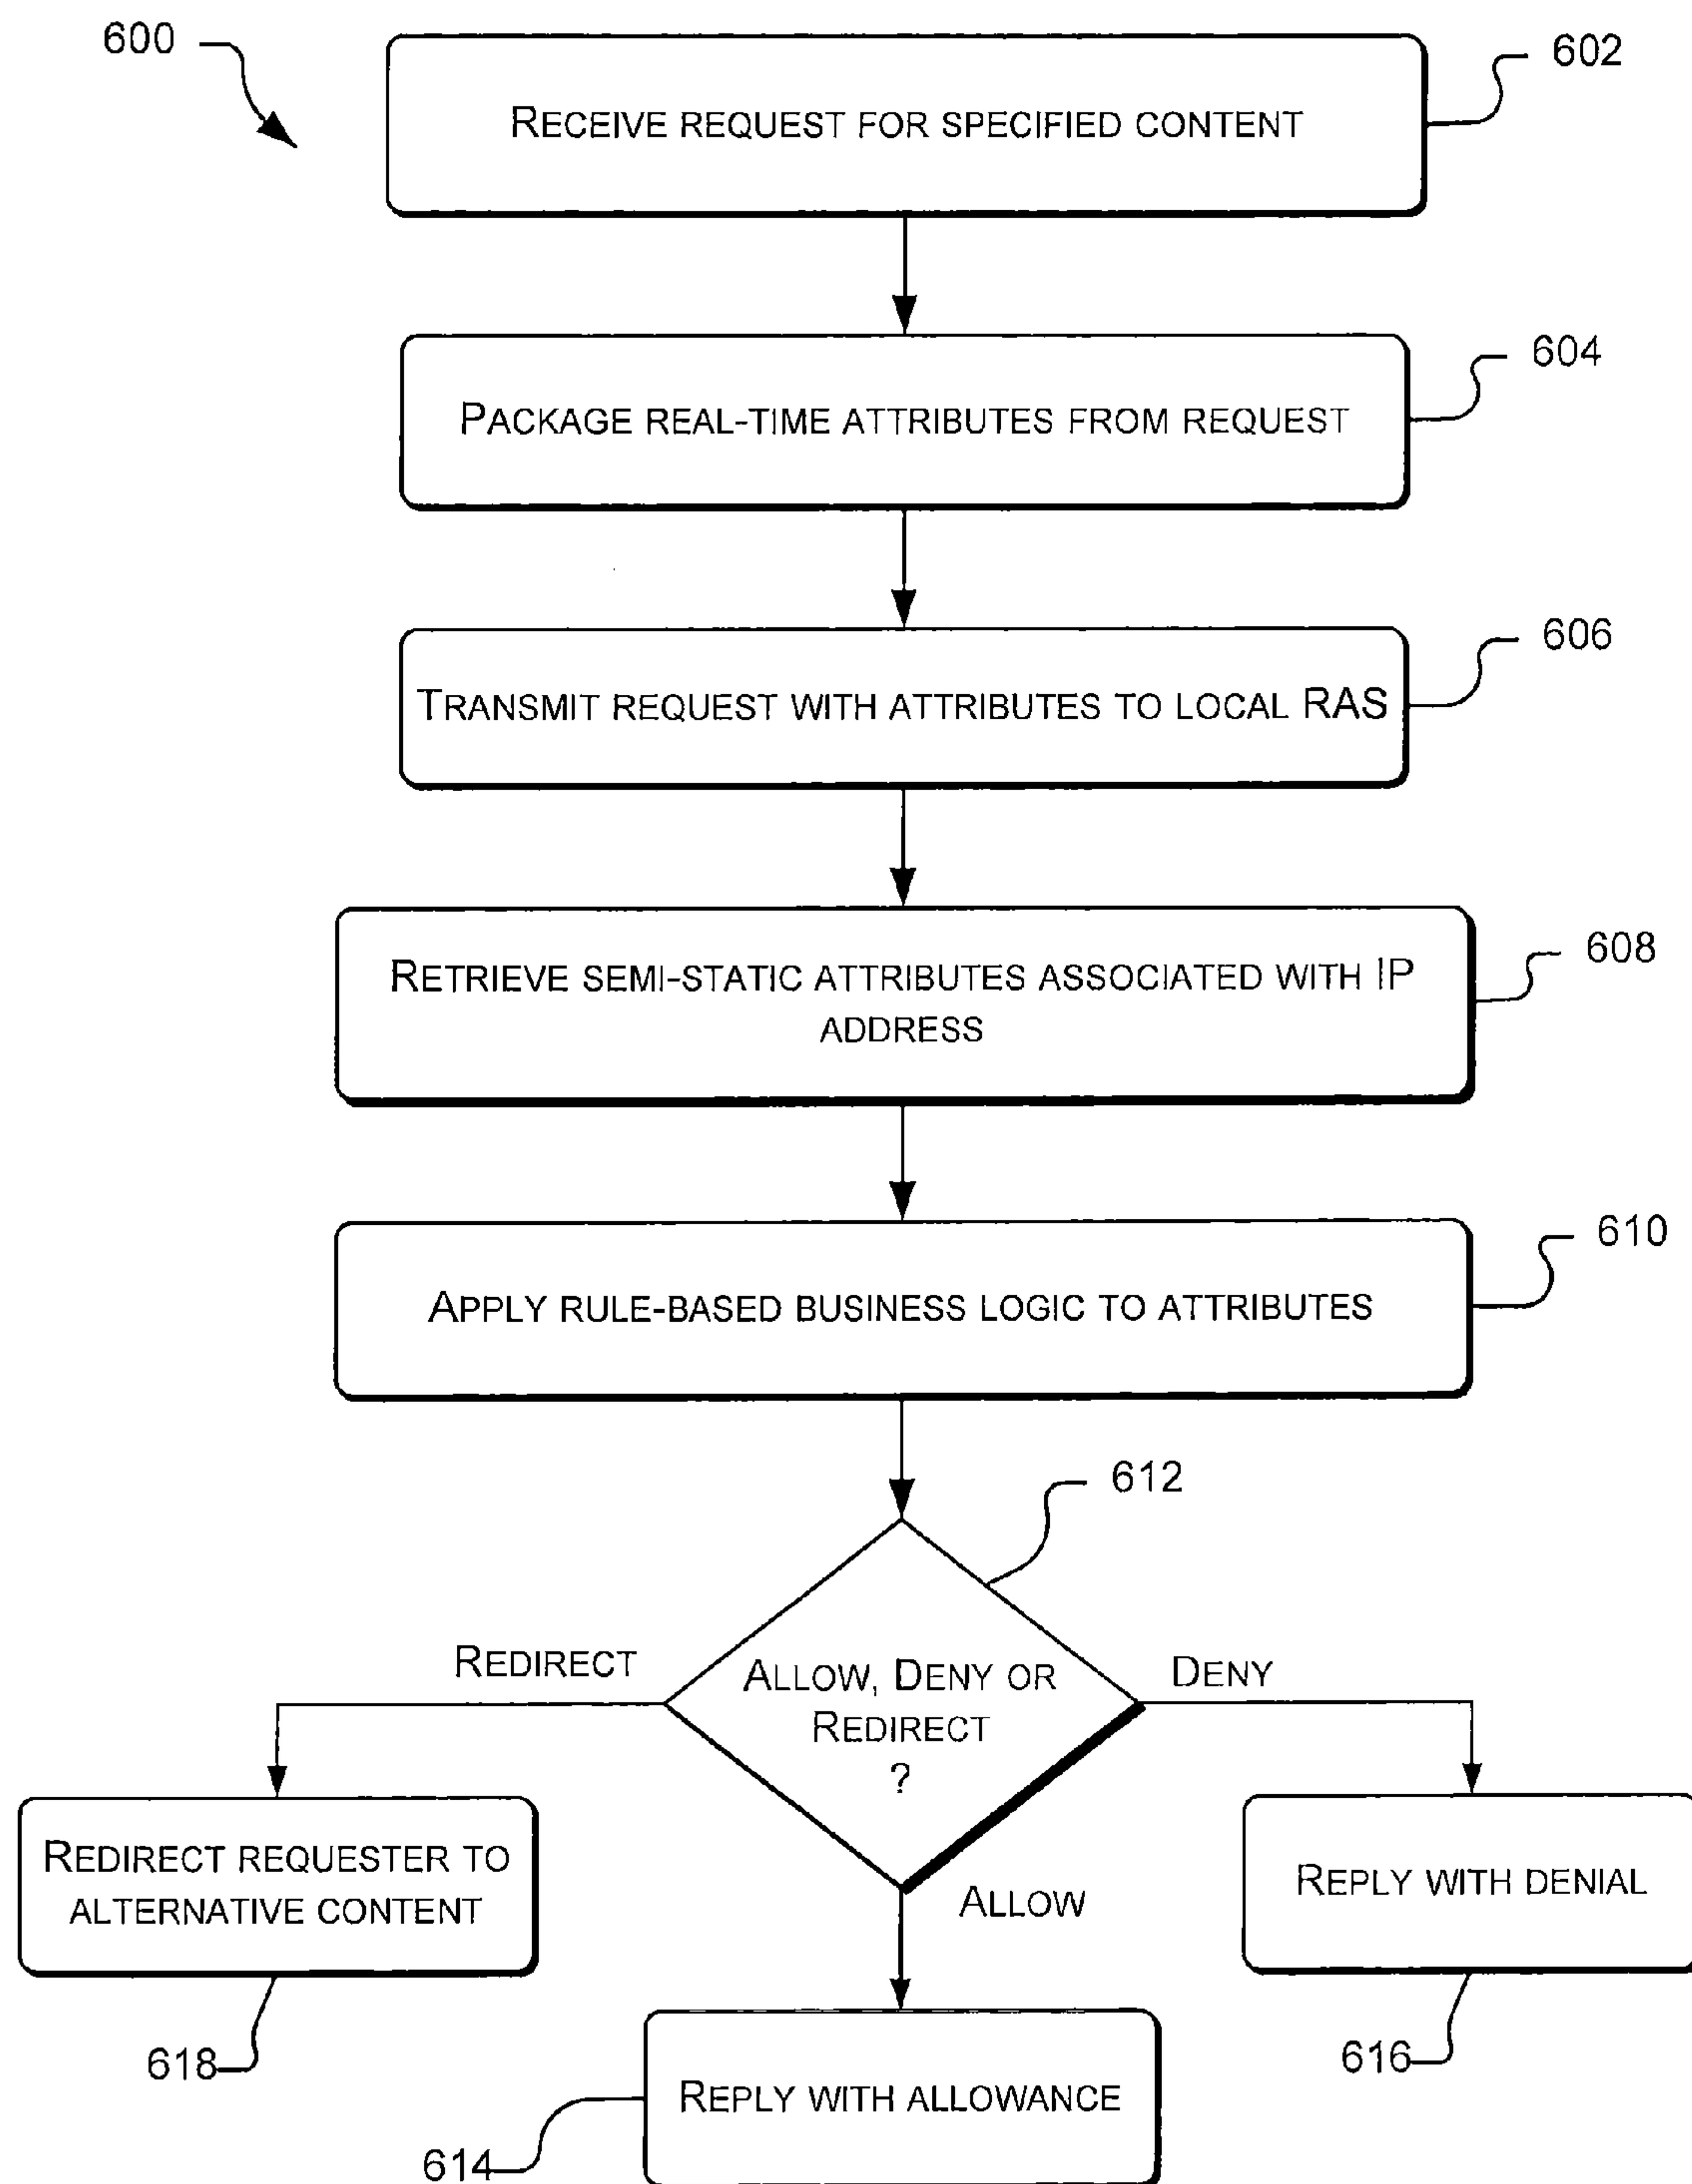 600
602
RECEIVE REQUEST FOR SPECIFIED CONTENT
604
PACKAGE REAL-TIME ATTRIBUTES FROM REQUEST
606
TRANSMIT REQUEST WITH ATTRIBUTES TO LOCAL RAS
608
RETRIEVE SEMI-STATIC ATTRIBUTES ASSOCIATED WITH IP
ADDRESS
610
APPLY RULE-BASED BUSINESS LOGIC TO ATTRIBUTES
612
REDIRECT
ALLOW, DENY OR
REDIRECT
?
DENY
REDIRECT REQUESTER TO
ALTERNATIVE CONTENT
618
ALLOW
REPLY WITH DENIAL
616
REPLY WITH ALLOWANCE
614